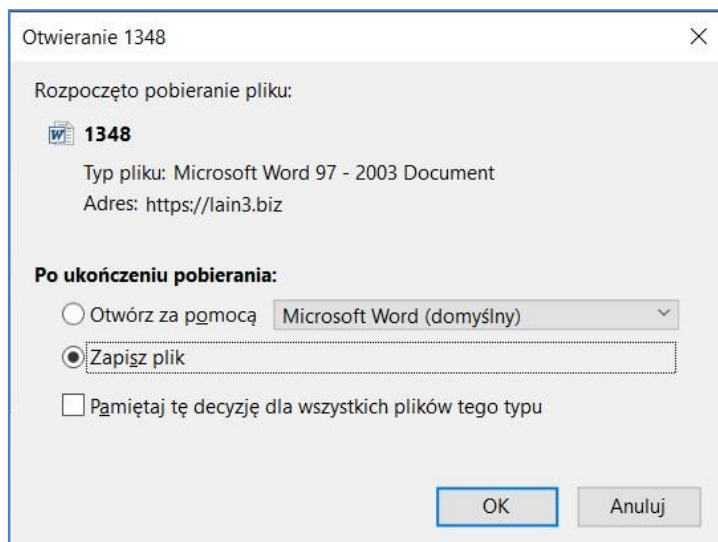 Otwieranie 1348
Rozpoczęto pobieranie pliku:
1348
Typ pliku: Microsoft Word 97 - 2003 Document
Adres: https://lain3.biz
Po ukończeniu pobierania:
Otwórz za pomocą Microsoft Word (domyślny)
Zapisz plik
Pamiętaj tę decyzję dla wszystkich plików tego typu
OK Anuluj